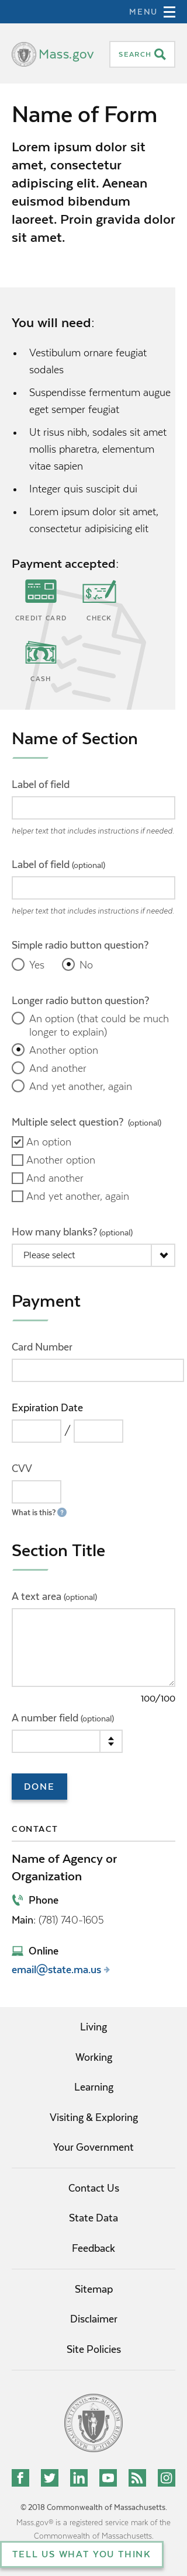 MENU
Mass.gov
SEARCH
Name of Form
Lorem ipsum dolor sit
amet, consectetur
adipiscing elit. Aenean
euismod bibendum
laoreet. Proin gravida dolor
sit amet.
You will need:
• Vestibulum ornare feugiat
sodales
• Suspendisse fermentum augue
eget semper feugiat
• Ut risus nibh, sodales sit amet
mollis pharetra, elementum
vitae sapien
• Integer quis suscipit dui
• Lorem ipsum dolor sit amet,
consectetur adipisicing elit
Payment accepted:
CREDIT CARD
CHECK
CASH
Name of Section
Label of field
helper text that includes instructions if needed.
Label of field (optional)
helper text that includes instructions if needed.
Simple radio button question?
Yes
No
Longer radio button question?
An option (that could be much
longer to explain)
Another option
And another
And yet another, again
Multiple select question? (optional)
An option
Another option
And another
And yet another, again
How many blanks? (optional)
Please select
Payment
Card Number
Expiration Date
/
CVV
What is this? ?
Section Title
A text area (optional)
100/100
A number field (optional)
DONE
CONTACT
Name of Agency or
Organization
Phone
Main: (781) 740-1605
Online
email@state.ma.us
Living
Working
Learning
Visiting & Exploring
Your Government
Contact Us
State Data
Feedback
Sitemap
Disclaimer
Site Policies
© 2018 Commonwealth of Massachusetts.
Mass.gov® is a registered service mark of the
Commonwealth of Massachusetts.
TELL US WHAT YOU THINK